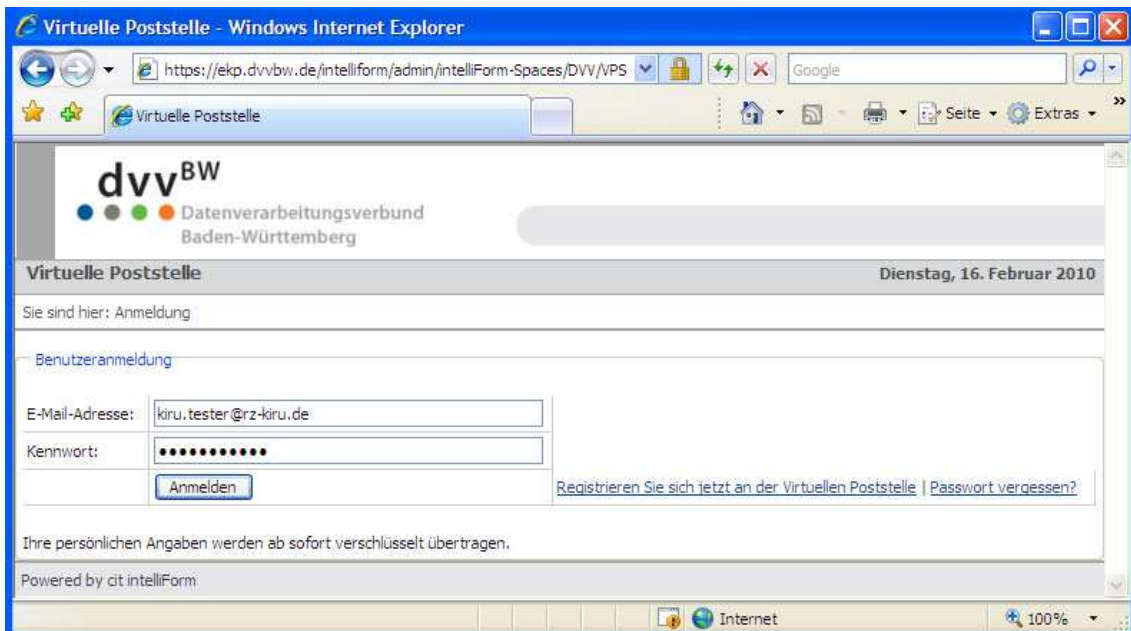 Virtuelle Poststelle - Windows Internet Explorer
https://ekp.dvvbw.de/intelliform/admin/intelliForm-Spaces/DVV/VPS
Google
Virtuelle Poststelle
Seite
Extras
»
dvv BW
Datenverarbeitungsverbund
Baden-Württemberg
Virtuelle Poststelle
Dienstag, 16. Februar 2010
Sie sind hier: Anmeldung
Benutzeranmeldung
E-Mail-Adresse: kiru.tester@rz-kiru.de
Kennwort: •••••••••••
Anmelden
Registrieren Sie sich jetzt an der Virtuellen Poststelle | Passwort vergessen?
Ihre persönlichen Angaben werden ab sofort verschlüsselt übertragen.
Powered by cit intelliForm
Internet
100%